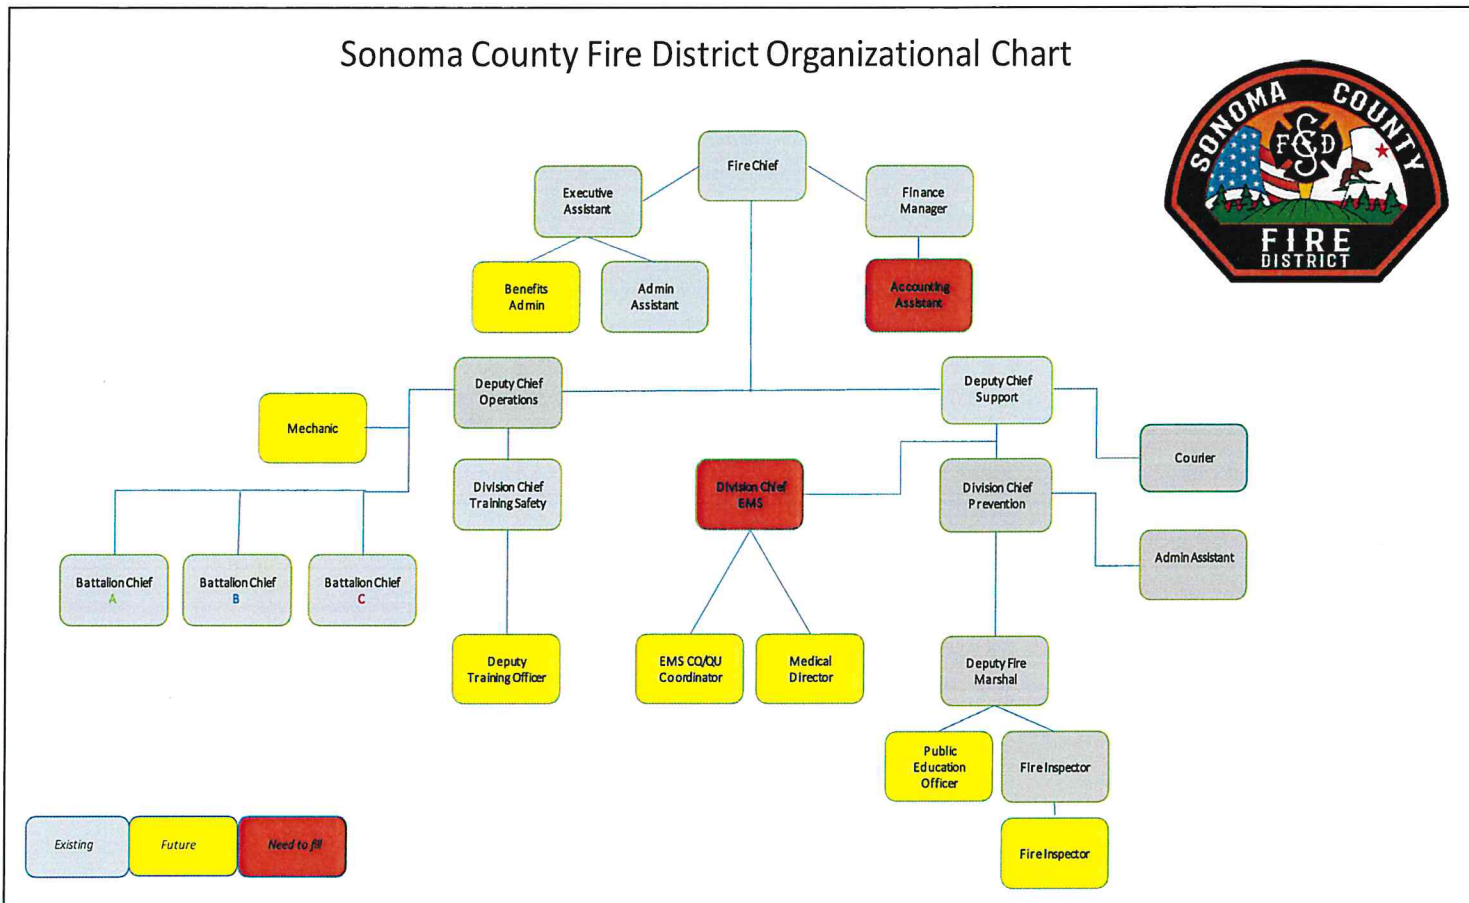 Sonoma County Fire District Organizational Chart
SONOMA COUNTY
F S D
FIRE
DISTRICT
Fire Chief
Executive
Assistant
Finance
Manager
Benefits
Admin
Admin
Assistant
Accounting
Assistant
Deputy Chief
Operations
Deputy Chief
Support
Mechanic
Courier
Division Chief
Training Safety
Division Chief
EMS
Division Chief
Prevention
Admin Assistant
Battalion Chief
A
Battalion Chief
B
Battalion Chief
C
Deputy
Training Officer
EMS CQ/QU
Coordinator
Medical
Director
Deputy Fire
Marshal
Public
Education
Officer
Fire Inspector
Fire Inspector
Existing
Future
Need to fill